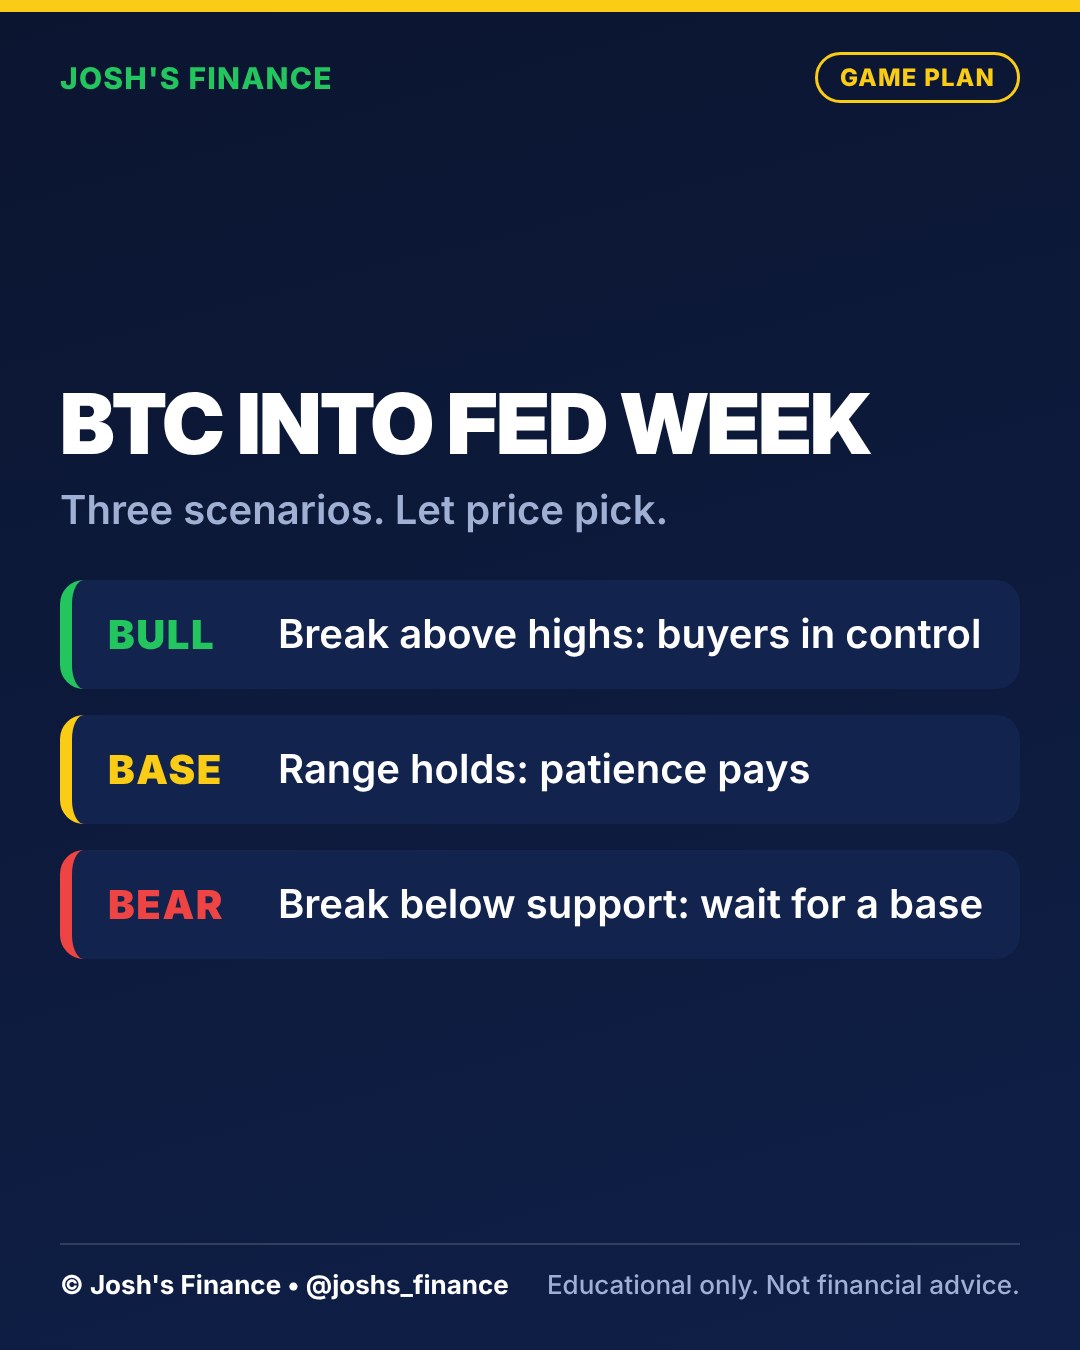 JOSH'S FINANCE
GAME PLAN
BTC INTO FED WEEK
Three scenarios. Let price pick.
BULL Break above highs: buyers in control
BASE Range holds: patience pays
BEAR Break below support: wait for a base
© Josh's Finance • @joshs_finance Educational only. Not financial advice.